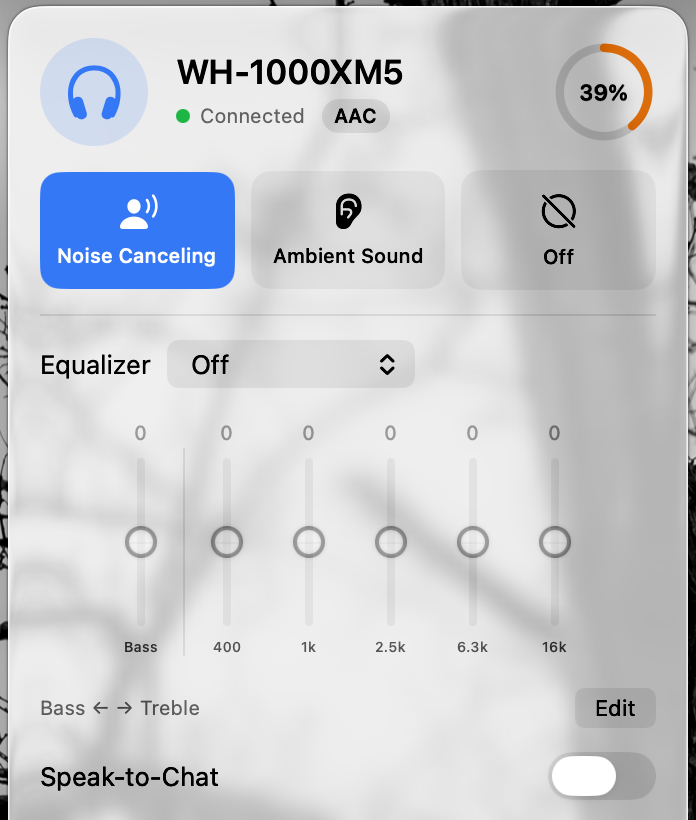 WH-1000XM5
39%
Connected AAC
Noise Canceling Ambient Sound Off
Equalizer Off
0 0 0 0 0 0
Bass 400 1k 2.5k 6.3k 16k
Bass ← → Treble Edit
Speak-to-Chat